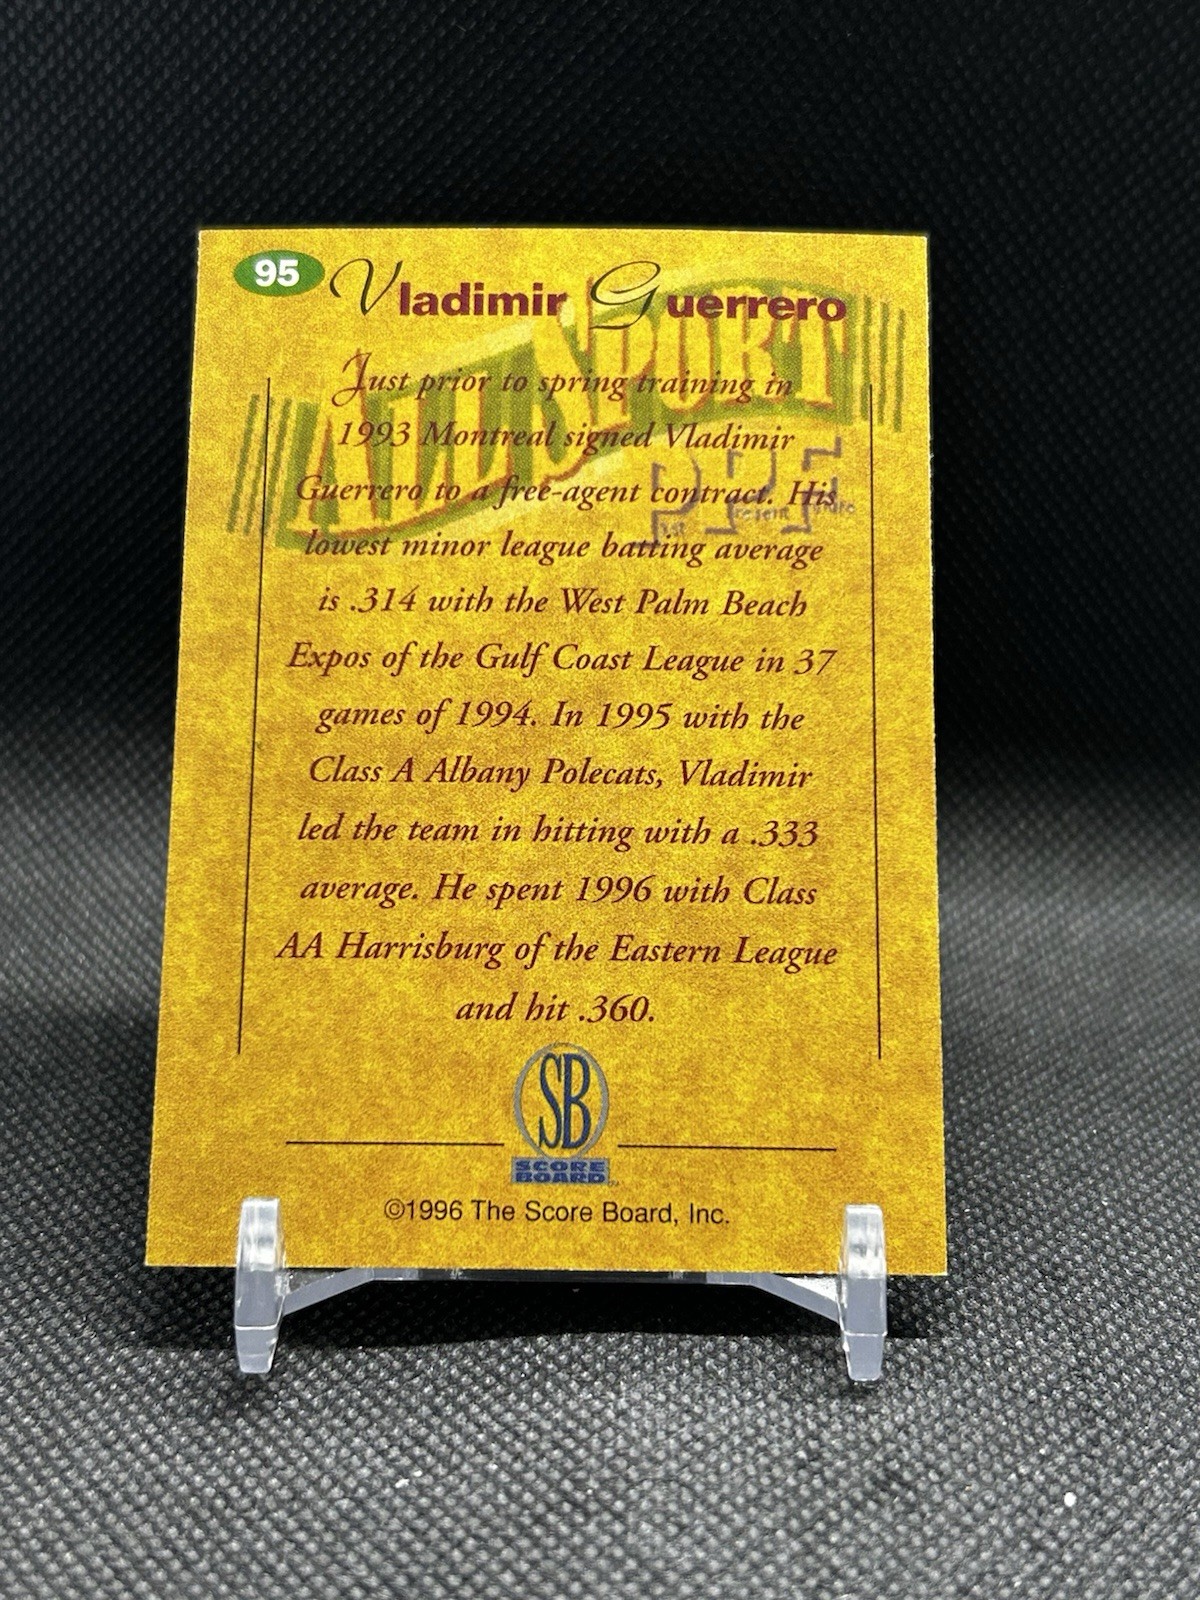 95 Vladimir Guerrero
ALL SPORT
PPF
Just prior to spring training in
1993 Montreal signed Vladimir
Guerrero to a free-agent contract. His
lowest minor league batting average
is .314 with the West Palm Beach
Expos of the Gulf Coast League in 37
games of 1994. In 1995 with the
Class A Albany Polecats, Vladimir
led the team in hitting with a .333
average. He spent 1996 with Class
AA Harrisburg of the Eastern League
and hit .360.
SB
SCORE
BOARD
©1996 The Score Board, Inc.